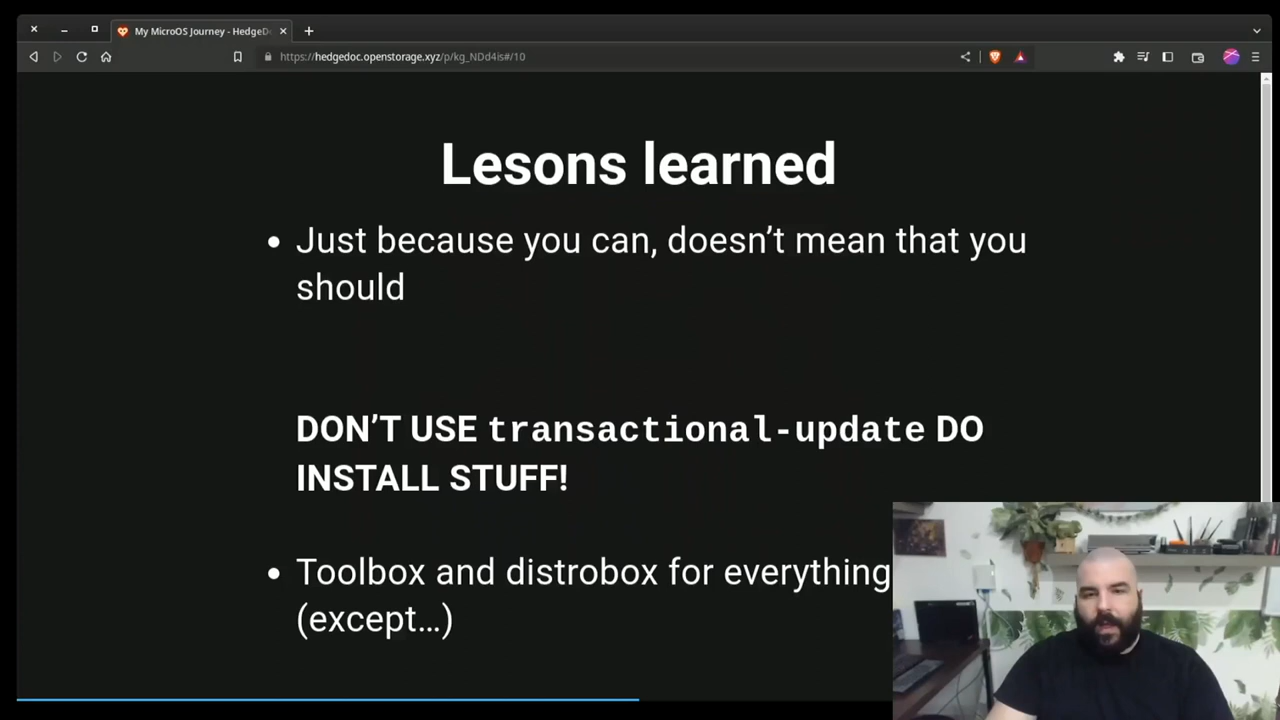 My MicroOS Journey - HedgeDo
https://hedgedoc.openstorage.xyz/p/kg_NDd4is#/10
Lesons learned
Just because you can, doesn’t mean that you
should
DON’T USE transactional-update DO
INSTALL STUFF!
Toolbox and distrobox for everything
(except…)